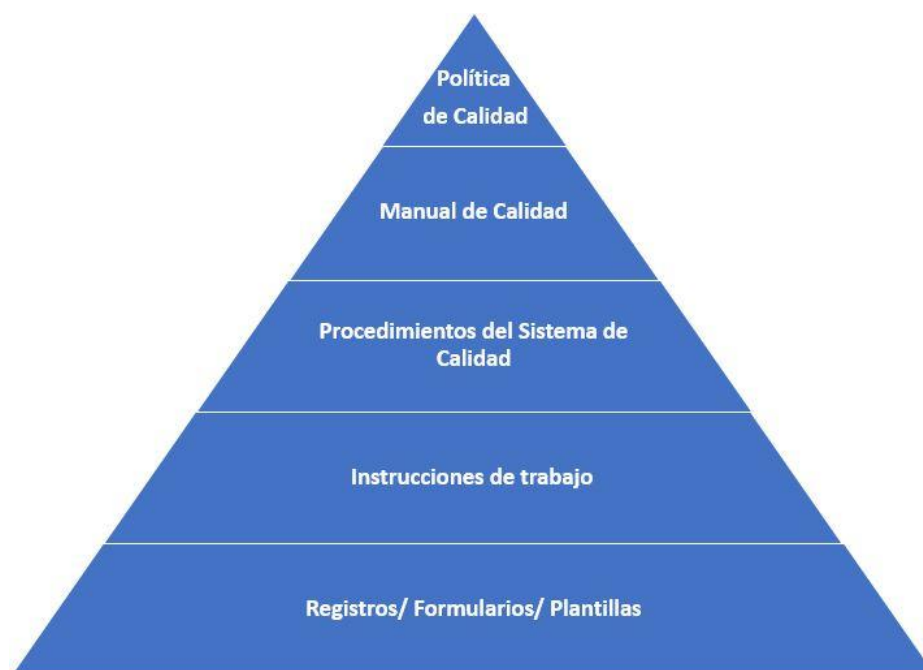 Política
de Calidad
Manual de Calidad
Procedimientos del Sistema de
Calidad
Instrucciones de trabajo
Registros/ Formularios/ Plantillas